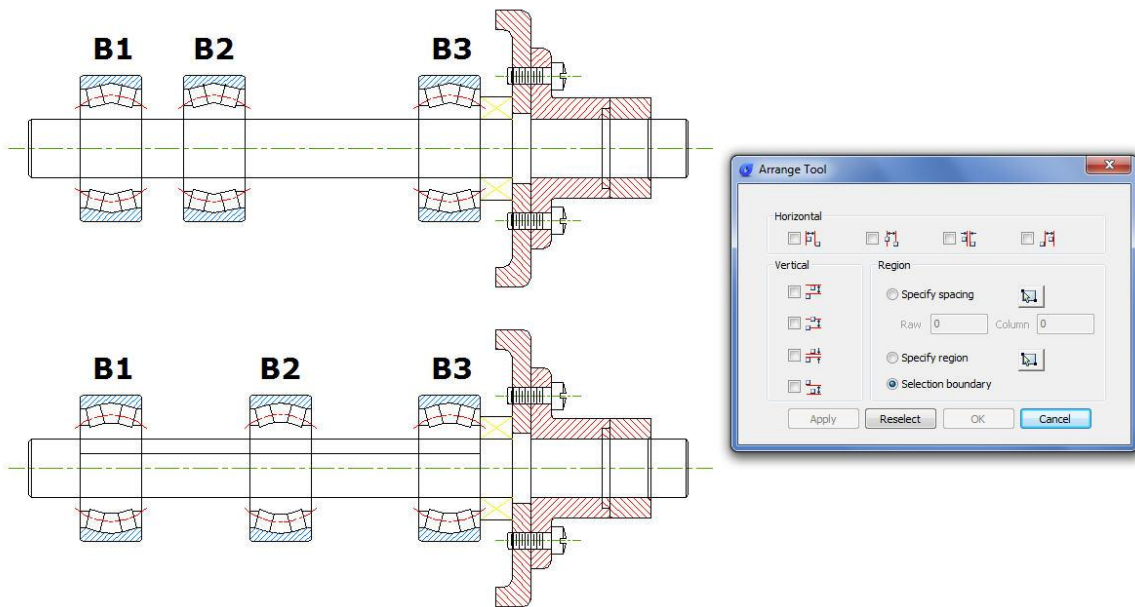 B1 B2 B3
B1 B2 B3
Arrange Tool
Horizontal
Vertical
Region
Specify spacing
Raw 0 Column 0
Specify region
Selection boundary
Apply Reselect OK Cancel